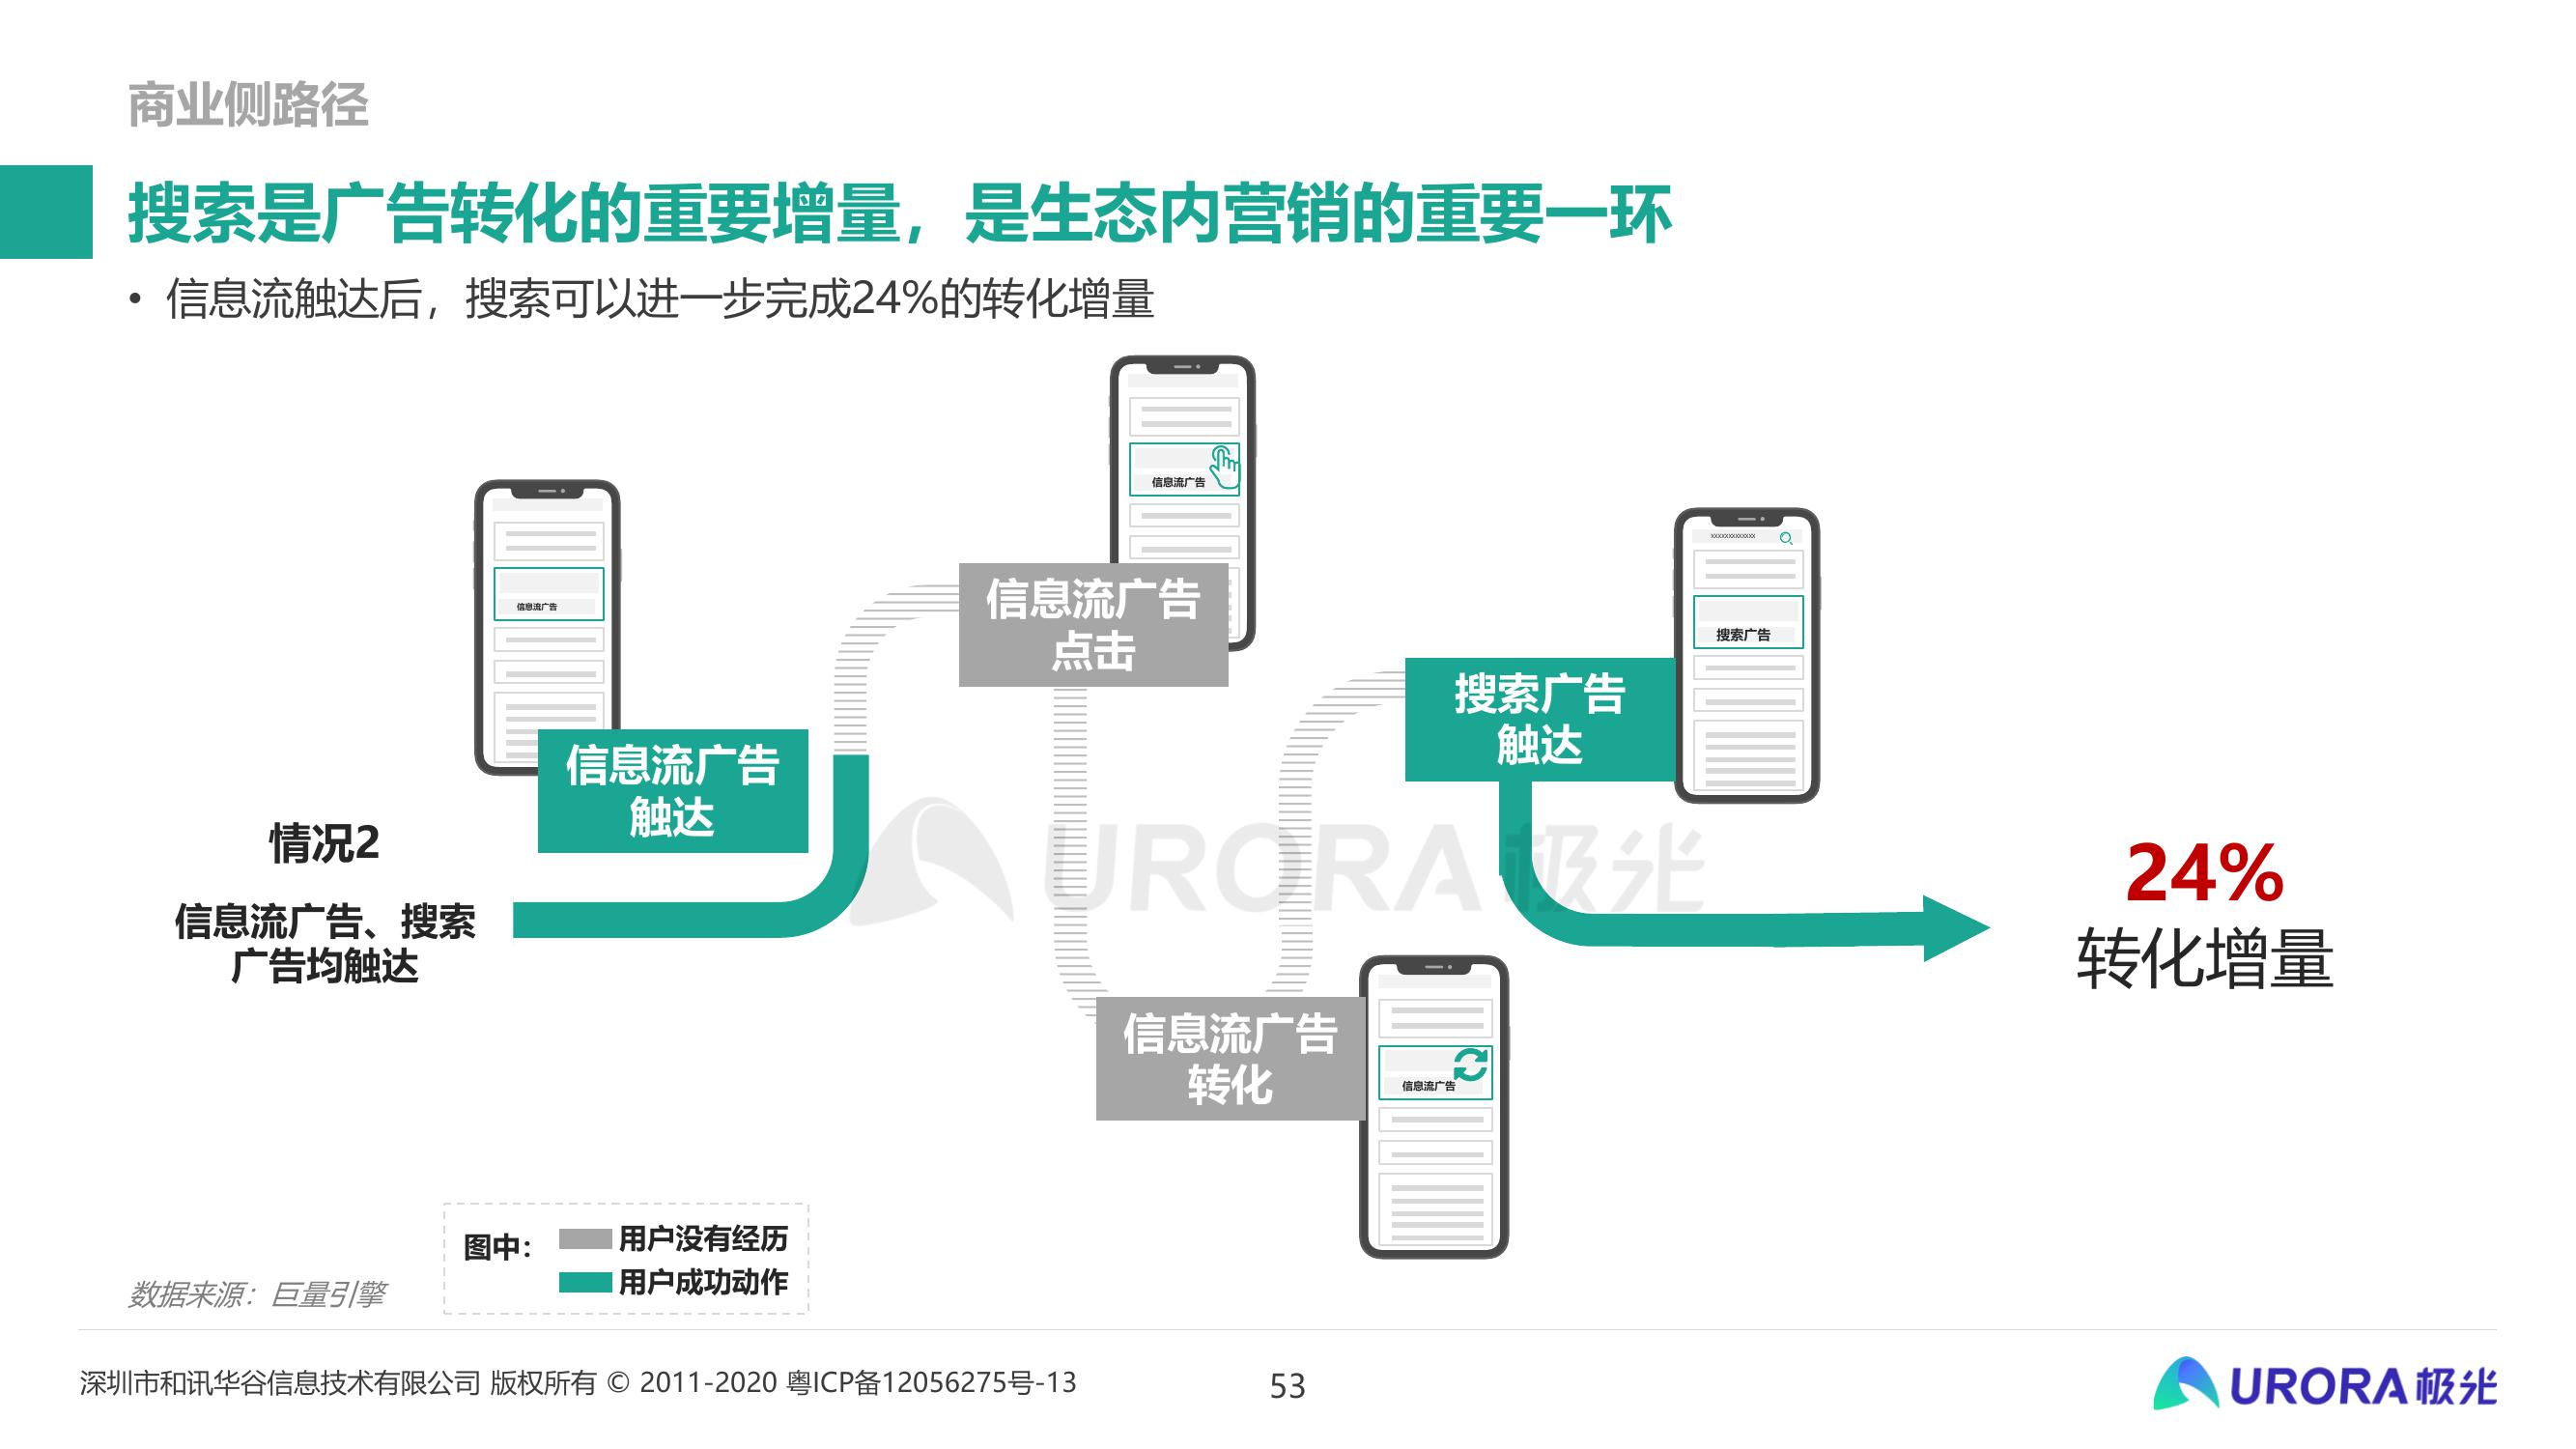 商业侧路径
搜索是广告转化的重要增量，是生态内营销的重要一环
• 信息流触达后，搜索可以进一步完成24%的转化增量
信息流广告
信息流广告
点击
信息流广告
信息流广告
触达
xxxxxxxxxxxxx
搜索广告
搜索广告
触达
情况2
信息流广告、搜索
广告均触达
URORA极光
24%
转化增量
信息流广告
转化
信息流广告
图中：
用户没有经历
用户成功动作
数据来源：巨量引擎
深圳市和讯华谷信息技术有限公司 版权所有 © 2011-2020 粤ICP备12056275号-13
53
URORA极光